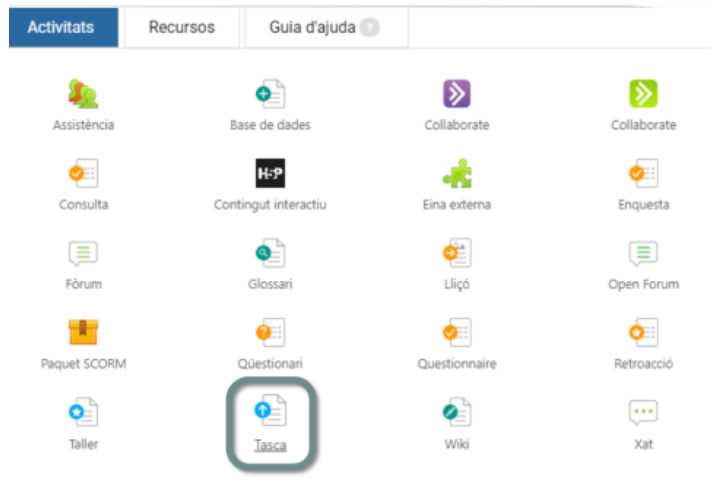 Activitats Recursos Guia d'ajuda ?
Assistència Base de dades Collaborate Collaborate
H5P
Consulta Contingut interactiu Eina externa Enquesta
Fòrum Glossari Lliçó Open Forum
Paquet SCORM Qüestionari Questionnaire Retroacció
Taller Tasca Wiki Xat